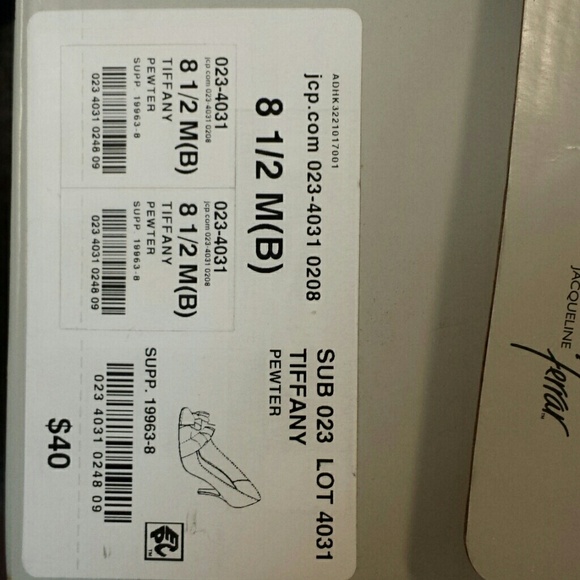 ADHK3221017001
jcp.com 023-4031 0208
8 1/2 M(B)
SUB 023 LOT 4031
TIFFANY
PEWTER
023-4031
jcp.com 023-4031 0208
8 1/2 M(B)
TIFFANY
PEWTER
SUPP. 19963-8
023 4031 0248 09
023-4031
jcp.com 023-4031 0208
8 1/2 M(B)
TIFFANY
PEWTER
SUPP. 19963-8
023 4031 0248 09
SUPP. 19963-8
023 4031 0248 09
$40
JACQUELINE
ferrar